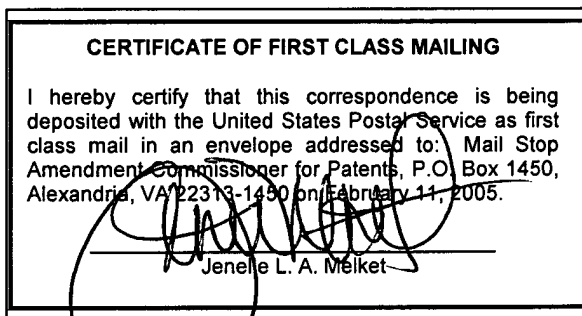 CERTIFICATE OF FIRST CLASS MAILING
I hereby certify that this correspondence is being
deposited with the United States Postal Service as first
class mail in an envelope addressed to: Mail Stop
Amendment Commissioner for Patents, P.O. Box 1450,
Alexandria, VA 22313-1450 on February 11, 2005.
Jenelle L. A. Melket